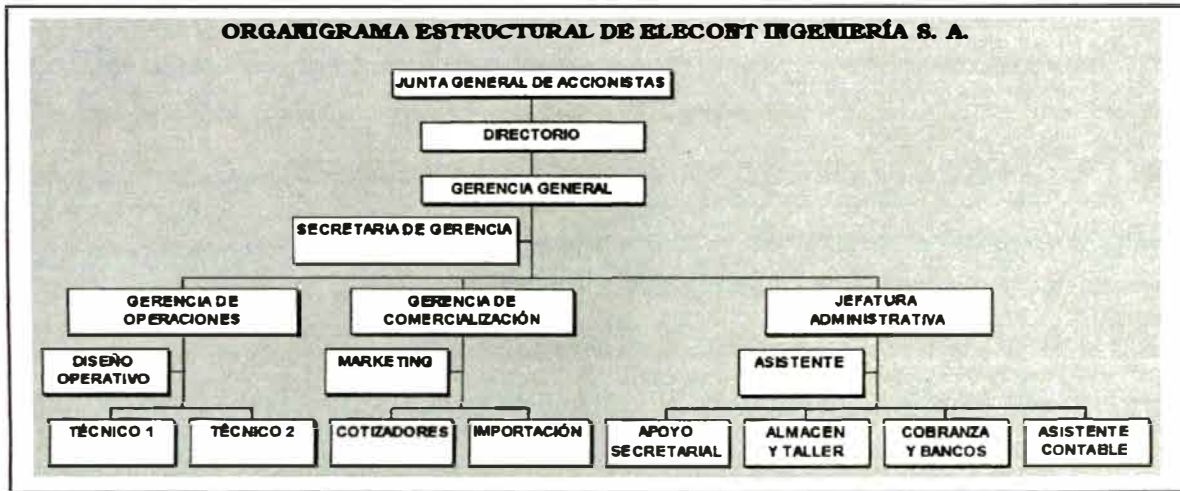 ORGANIGRAMA ESTRUCTURAL DE ELECONT INGENIERÍA S. A.
JUNTA GENERAL DE ACCIONISTAS
DIRECTORIO
GERENCIA GENERAL
SECRETARIA DE GERENCIA
GERENCIA DE
OPERACIONES
GERENCIA DE
COMERCIALIZACIÓN
JEFATURA
ADMINISTRATIVA
DISEÑO
OPERATIVO
MARKETING
ASISTENTE
TÉCNICO 1
TÉCNICO 2
COTIZADORES
IMPORTACIÓN
APOYO
SECRETARIAL
ALMACEN
Y TALLER
COBRANZA
Y BANCOS
ASISTENTE
CONTABLE